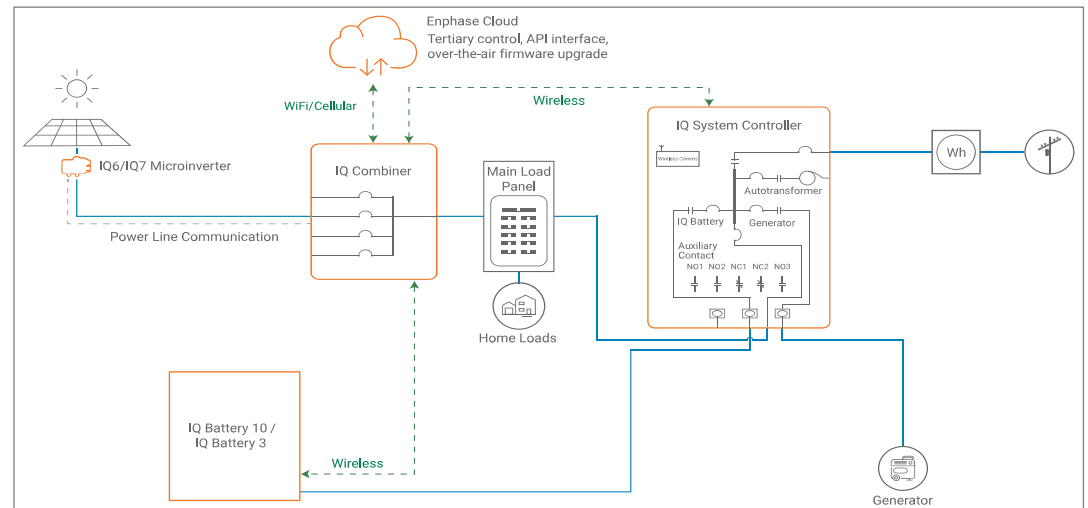 Enphase Cloud
Tertiary control, API interface,
over-the-air firmware upgrade
WiFi/Cellular
Wireless
IQ6/IQ7 Microinverter
Power Line Communication
IQ Combiner
Main Load
Panel
Home Loads
IQ System Controller
Wireless Comms
Autotransformer
IQ Battery
Generator
Auxiliary
Contact
NO1 NO2 NC1 NC2 NO3
Wh
IQ Battery 10 /
IQ Battery 3
Wireless
Generator